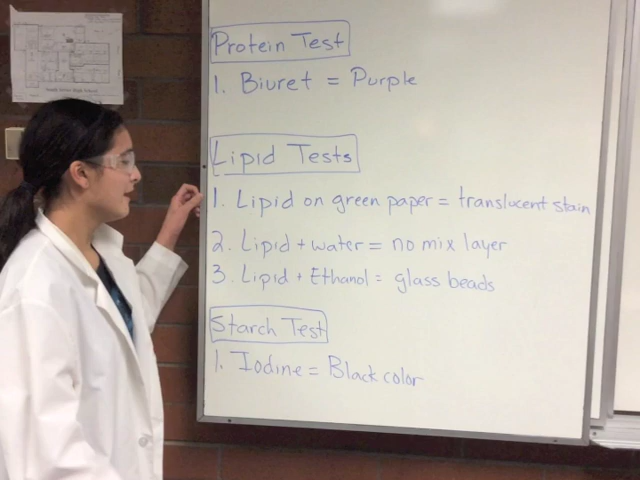 Protein Test
1. Biuret = Purple
Lipid Tests
1. Lipid on green paper = translucent stain
2. Lipid + water = no mix layer
3. Lipid + Ethanol = glass beads
Starch Test
1. Iodine = Black color